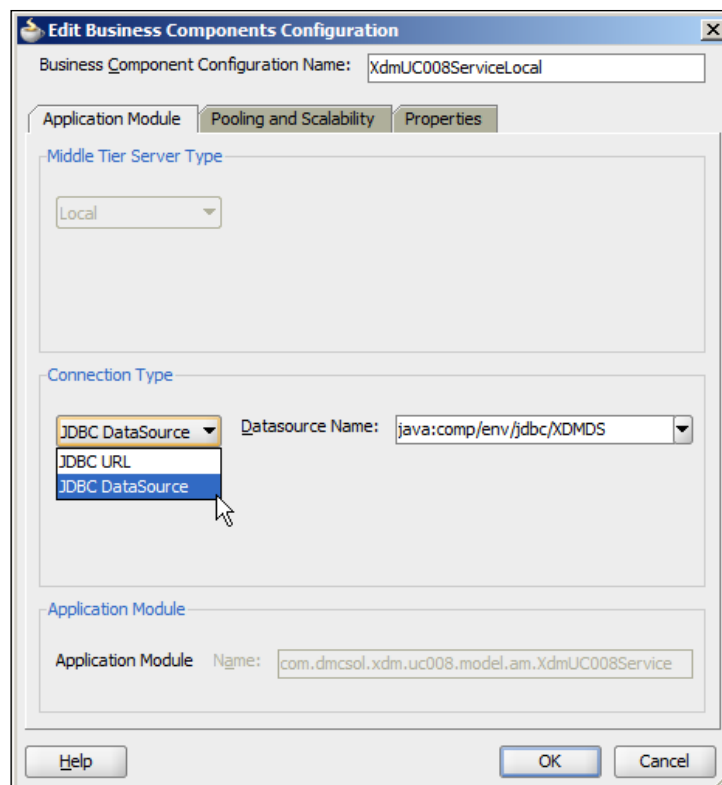 Edit Business Components Configuration
Business Component Configuration Name: XdmUC008ServiceLocal
Application Module Pooling and Scalability Properties
Middle Tier Server Type
Local
Connection Type
JDBC DataSource Datasource Name: java:comp/env/jdbc/XDMDS
JDBC URL
JDBC DataSource
Application Module
Application Module Name: com.dmcsol.xdm.uc008.model.am.XdmUC008Service
Help OK Cancel